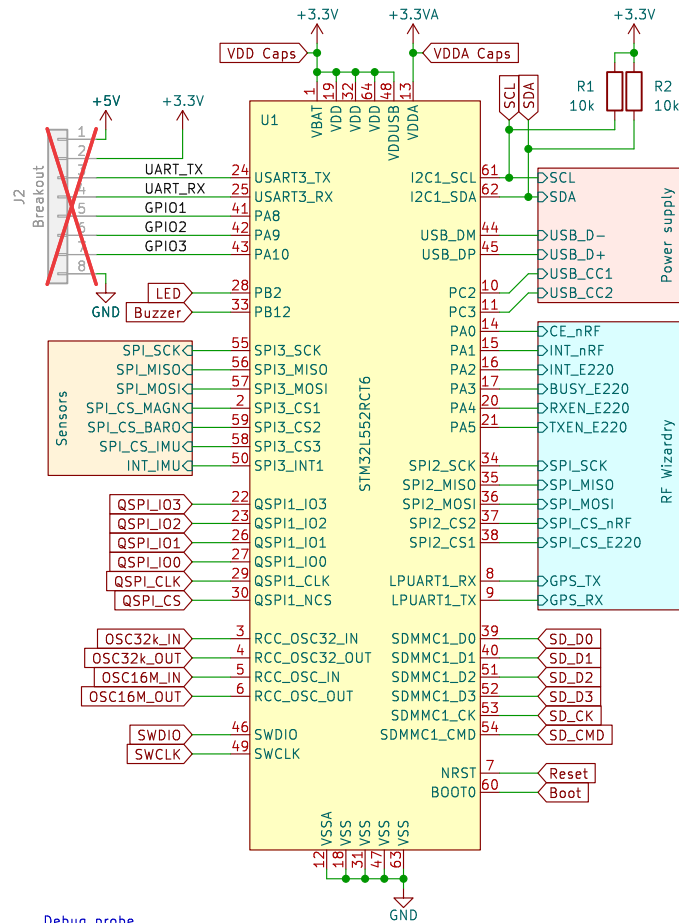 +3.3V +3.3VA +3.3V
VDD Caps VDDA Caps
1 19 32 64 48 13
VBAT VDD VDD VDD VDDUSB VDDA
SCL SDA
R1 10k
R2 10k
U1
STM32L552RCT6
+5V +3.3V
J2
Breakout
1
2
3 UART_TX 24 USART3_TX
4 UART_RX 25 USART3_RX
5 GPIO1 41 PA8
6 GPIO2 42 PA9
7 GPIO3 43 PA10
8
GND
LED 28 PB2
Buzzer 33 PB12
Sensors
SPI_SCK 55 SPI3_SCK
SPI_MISO 56 SPI3_MISO
SPI_MOSI 57 SPI3_MOSI
SPI_CS_MAGN 2 SPI3_CS1
SPI_CS_BARO 59 SPI3_CS2
SPI_CS_IMU 58 SPI3_CS3
INT_IMU 50 SPI3_INT1
QSPI_IO3 22 QSPI1_IO3
QSPI_IO2 23 QSPI1_IO2
QSPI_IO1 26 QSPI1_IO1
QSPI_IO0 27 QSPI1_IO0
QSPI_CLK 29 QSPI1_CLK
QSPI_CS 30 QSPI1_NCS
OSC32k_IN 3 RCC_OSC32_IN
OSC32k_OUT 4 RCC_OSC32_OUT
OSC16M_IN 5 RCC_OSC_IN
OSC16M_OUT 6 RCC_OSC_OUT
SWDIO 46 SWDIO
SWCLK 49 SWCLK
I2C1_SCL 61 SCL
I2C1_SDA 62 SDA
USB_DM 44 USB_D-
USB_DP 45 USB_D+
PC2 10 USB_CC1
PC3 11 USB_CC2
Power supply
PA0 14 CE_nRF
PA1 15 INT_nRF
PA2 16 INT_E220
PA3 17 BUSY_E220
PA4 20 RXEN_E220
PA5 21 TXEN_E220
SPI2_SCK 34 SPI_SCK
SPI2_MISO 35 SPI_MISO
SPI2_MOSI 36 SPI_MOSI
SPI2_CS2 37 SPI_CS_nRF
SPI2_CS1 38 SPI_CS_E220
LPUART1_RX 8 GPS_TX
LPUART1_TX 9 GPS_RX
RF Wizardry
SDMMC1_D0 39 SD_D0
SDMMC1_D1 40 SD_D1
SDMMC1_D2 51 SD_D2
SDMMC1_D3 52 SD_D3
SDMMC1_CK 53 SD_CK
SDMMC1_CMD 54 SD_CMD
NRST 7 Reset
BOOT0 60 Boot
VSSA VSS VSS VSS VSS
12 18 31 47 63
GND
Debug probe